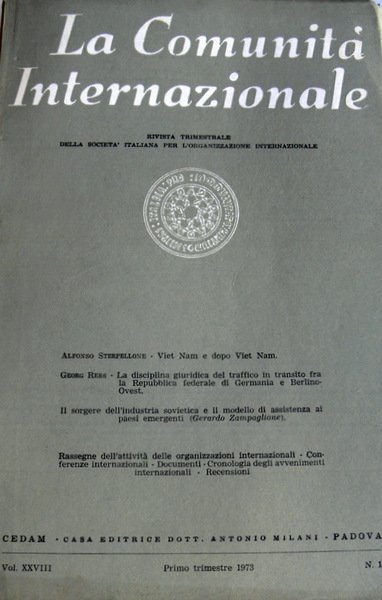 La Comunità
Internazionale
RIVISTA TRIMESTRALE
DELLA SOCIETA' ITALIANA PER L'ORGANIZZAZIONE INTERNAZIONALE
ALFONSO STERPELLONE - Viet Nam e dopo Viet Nam.
GEORG RESS - La disciplina giuridica del traffico in transito fra
la Repubblica federale di Germania e Berlino-
Ovest.
Il sorgere dell'industria sovietica e il modello di assistenza ai
paesi emergenti (Gerardo Zampaglione).
Rassegne dell'attività delle organizzazioni internazionali - Con-
ferenze internazionali - Documenti - Cronologia degli avvenimenti
internazionali - Recensioni
CEDAM - CASA EDITRICE DOTT. ANTONIO MILANI - PADOVA
Vol. XXVIII Primo trimestre 1973 N. 1